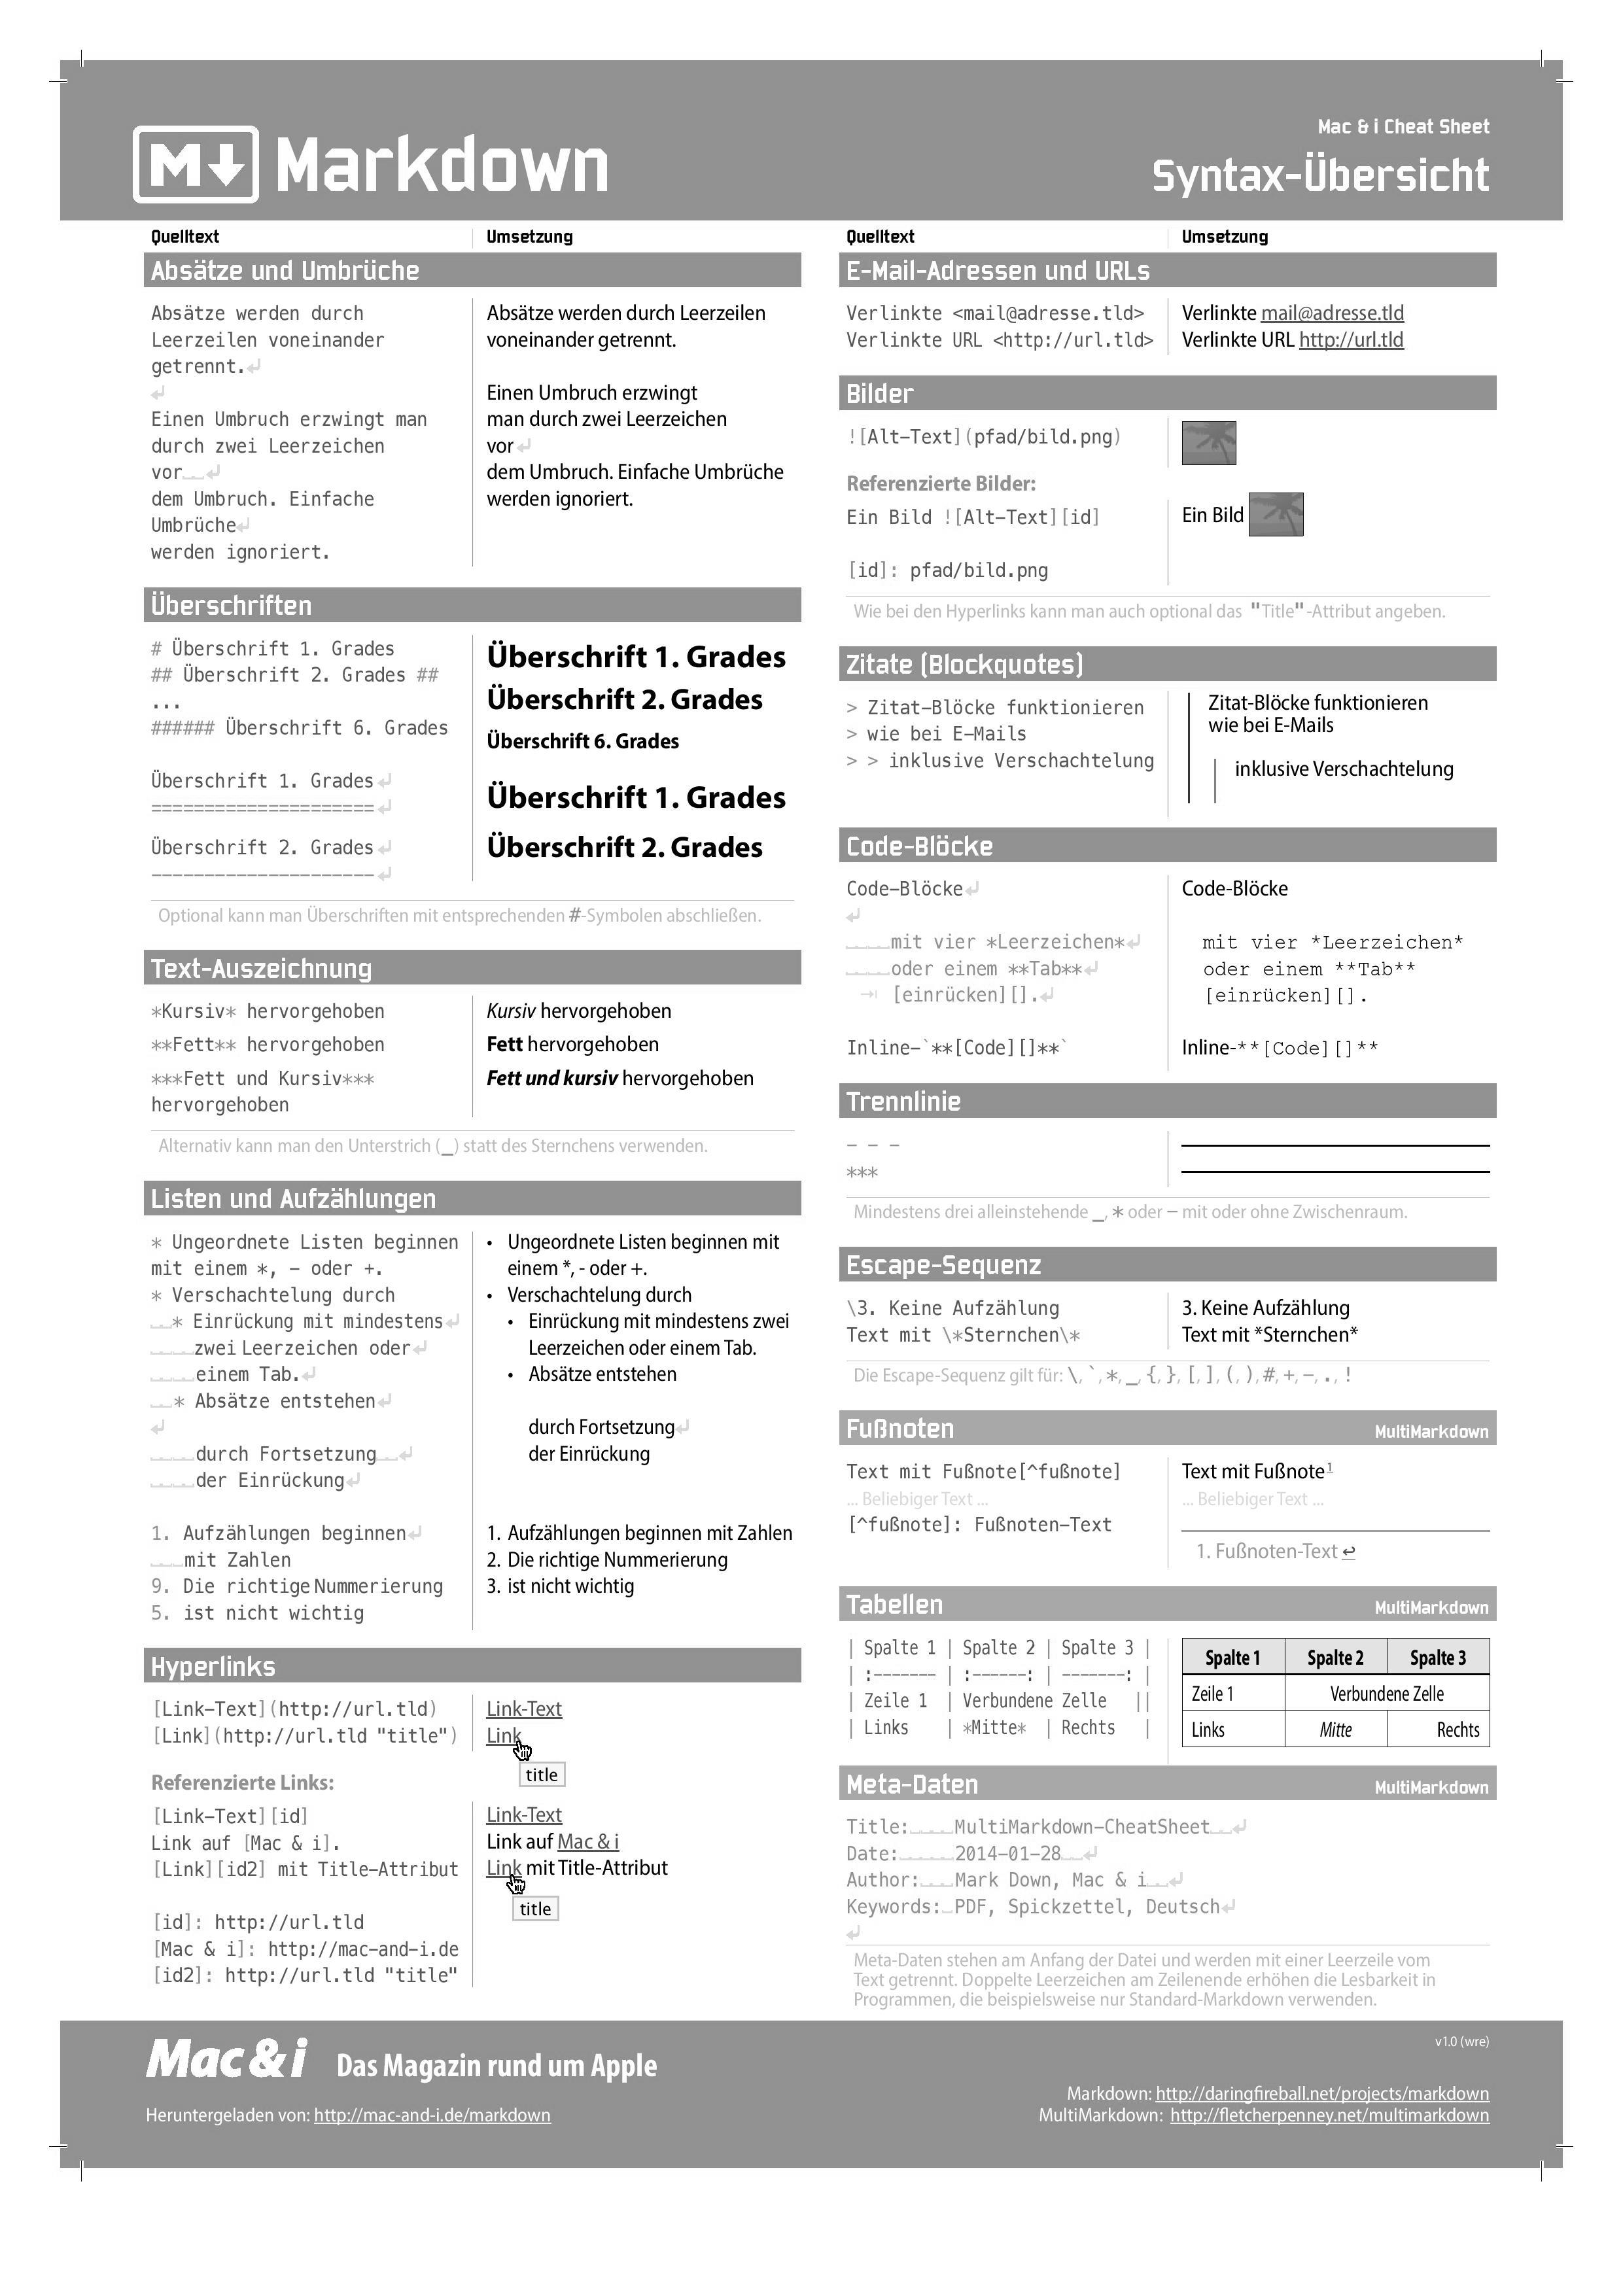 M Markdown
Mac & i Cheat Sheet
Syntax-Übersicht
Quelltext Umsetzung
Absätze und Umbrüche
Absätze werden durch
Leerzeilen voneinander
getrennt.↵
↵
Einen Umbruch erzwingt man
durch zwei Leerzeichen
vor␣␣↵
dem Umbruch. Einfache
Umbrüche↵
werden ignoriert.
Absätze werden durch Leerzeilen
voneinander getrennt.
Einen Umbruch erzwingt
man durch zwei Leerzeichen
vor↵
dem Umbruch. Einfache Umbrüche
werden ignoriert.
Überschriften
# Überschrift 1. Grades
## Überschrift 2. Grades ##
...
###### Überschrift 6. Grades
Überschrift 1. Grades↵
=====================↵
Überschrift 2. Grades↵
---------------------↵
Überschrift 1. Grades
Überschrift 2. Grades
Überschrift 6. Grades
Überschrift 1. Grades
Überschrift 2. Grades
Optional kann man Überschriften mit entsprechenden #-Symbolen abschließen.
Text-Auszeichnung
*Kursiv* hervorgehoben
**Fett** hervorgehoben
***Fett und Kursiv***
hervorgehoben
Kursiv hervorgehoben
Fett hervorgehoben
Fett und kursiv hervorgehoben
Alternativ kann man den Unterstrich (_) statt des Sternchens verwenden.
Listen und Aufzählungen
* Ungeordnete Listen beginnen
mit einem *, - oder +.
* Verschachtelung durch
␣␣* Einrückung mit mindestens↵
␣␣␣␣zwei Leerzeichen oder↵
␣␣␣␣einem Tab.↵
␣␣* Absätze entstehen↵
↵
␣␣␣␣durch Fortsetzung␣␣↵
␣␣␣␣der Einrückung↵
1. Aufzählungen beginnen↵
␣␣␣mit Zahlen
9. Die richtige Nummerierung
5. ist nicht wichtig
• Ungeordnete Listen beginnen mit
einem *, - oder +.
• Verschachtelung durch
• Einrückung mit mindestens zwei
Leerzeichen oder einem Tab.
• Absätze entstehen
durch Fortsetzung↵
der Einrückung
1. Aufzählungen beginnen mit Zahlen
2. Die richtige Nummerierung
3. ist nicht wichtig
Hyperlinks
[Link-Text](http://url.tld)
[Link](http://url.tld "title")
Link-Text
Link
title
Referenzierte Links:
[Link-Text][id]
Link auf [Mac & i].
[Link][id2] mit Title-Attribut
[id]: http://url.tld
[Mac & i]: http://mac-and-i.de
[id2]: http://url.tld "title"
Link-Text
Link auf Mac & i
Link mit Title-Attribut
title
Quelltext Umsetzung
E-Mail-Adressen und URLs
Verlinkte <mail@adresse.tld>
Verlinkte URL <http://url.tld>
Verlinkte mail@adresse.tld
Verlinkte URL http://url.tld
Bilder
![Alt-Text](pfad/bild.png)
Referenzierte Bilder:
Ein Bild ![Alt-Text][id]
[id]: pfad/bild.png
Ein Bild
Wie bei den Hyperlinks kann man auch optional das "Title"-Attribut angeben.
Zitate (Blockquotes)
> Zitat-Blöcke funktionieren
> wie bei E-Mails
> > inklusive Verschachtelung
Zitat-Blöcke funktionieren
wie bei E-Mails
inklusive Verschachtelung
Code-Blöcke
Code-Blöcke↵
↵
␣␣␣␣mit vier *Leerzeichen*↵
␣␣␣␣oder einem **Tab**↵
⇥ [einrücken][].↵
Inline-`**[Code][]**`
Code-Blöcke
mit vier *Leerzeichen*
oder einem **Tab**
[einrücken][].
Inline-**[Code][]**
Trennlinie
- - -
***
Mindestens drei alleinstehende _, * oder - mit oder ohne Zwischenraum.
Escape-Sequenz
\3. Keine Aufzählung
Text mit \*Sternchen\*
3. Keine Aufzählung
Text mit *Sternchen*
Die Escape-Sequenz gilt für: \, `, *, _, {, }, [, ], (, ), #, +, -, ., !
Fußnoten MultiMarkdown
Text mit Fußnote[^fußnote]
... Beliebiger Text ...
[^fußnote]: Fußnoten-Text
Text mit Fußnote1
... Beliebiger Text ...
1. Fußnoten-Text ↩
Tabellen MultiMarkdown
| Spalte 1 | Spalte 2 | Spalte 3 |
| :------- | :------: | -------: |
| Zeile 1 | Verbundene Zelle ||
| Links | *Mitte* | Rechts |
Spalte 1 Spalte 2 Spalte 3
Zeile 1 Verbundene Zelle
Links Mitte Rechts
Meta-Daten MultiMarkdown
Title:␣␣␣␣MultiMarkdown-CheatSheet␣␣↵
Date:␣␣␣␣␣2014-01-28␣␣↵
Author:␣␣␣Mark Down, Mac & i␣␣↵
Keywords:␣PDF, Spickzettel, Deutsch↵
↵
Meta-Daten stehen am Anfang der Datei und werden mit einer Leerzeile vom
Text getrennt. Doppelte Leerzeichen am Zeilenende erhöhen die Lesbarkeit in
Programmen, die beispielsweise nur Standard-Markdown verwenden.
Mac & i Das Magazin rund um Apple
Heruntergeladen von: http://mac-and-i.de/markdown
v1.0 (wre)
Markdown: http://daringfireball.net/projects/markdown
MultiMarkdown: http://fletcherpenney.net/multimarkdown